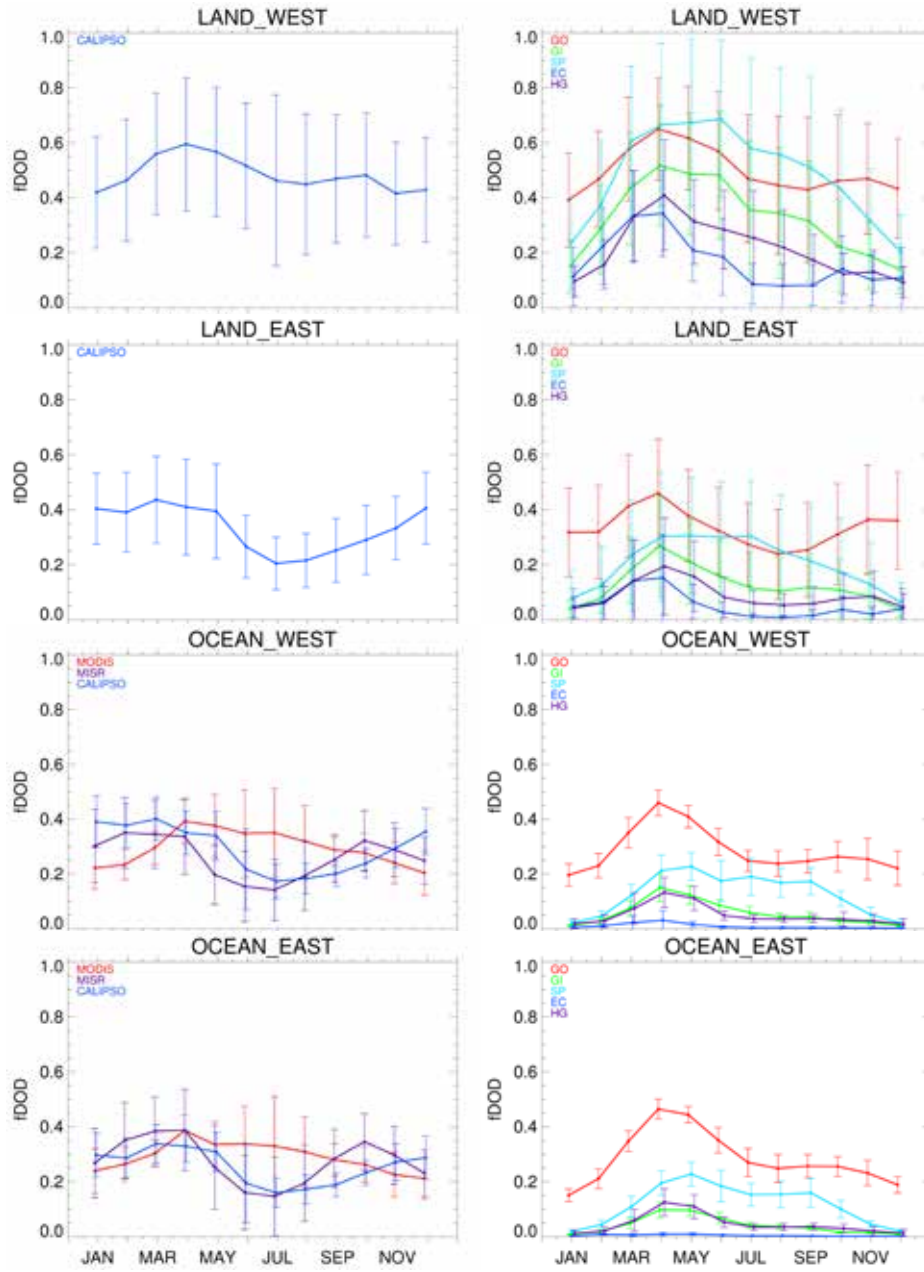 LAND_WEST
CALIPSO
fDOD
1.0
0.8
0.6
0.4
0.2
0.0
LAND_WEST
GO
GI
SP
EC
HG
fDOD
1.0
0.8
0.6
0.4
0.2
0.0
LAND_EAST
CALIPSO
fDOD
1.0
0.8
0.6
0.4
0.2
0.0
LAND_EAST
GO
GI
SP
EC
HG
fDOD
1.0
0.8
0.6
0.4
0.2
0.0
OCEAN_WEST
MODIS
MISR
CALIPSO
fDOD
1.0
0.8
0.6
0.4
0.2
0.0
OCEAN_WEST
GO
GI
SP
EC
HG
fDOD
1.0
0.8
0.6
0.4
0.2
0.0
OCEAN_EAST
MODIS
MISR
CALIPSO
fDOD
1.0
0.8
0.6
0.4
0.2
0.0
JAN MAR MAY JUL SEP NOV
OCEAN_EAST
GO
GI
SP
EC
HG
fDOD
1.0
0.8
0.6
0.4
0.2
0.0
JAN MAR MAY JUL SEP NOV